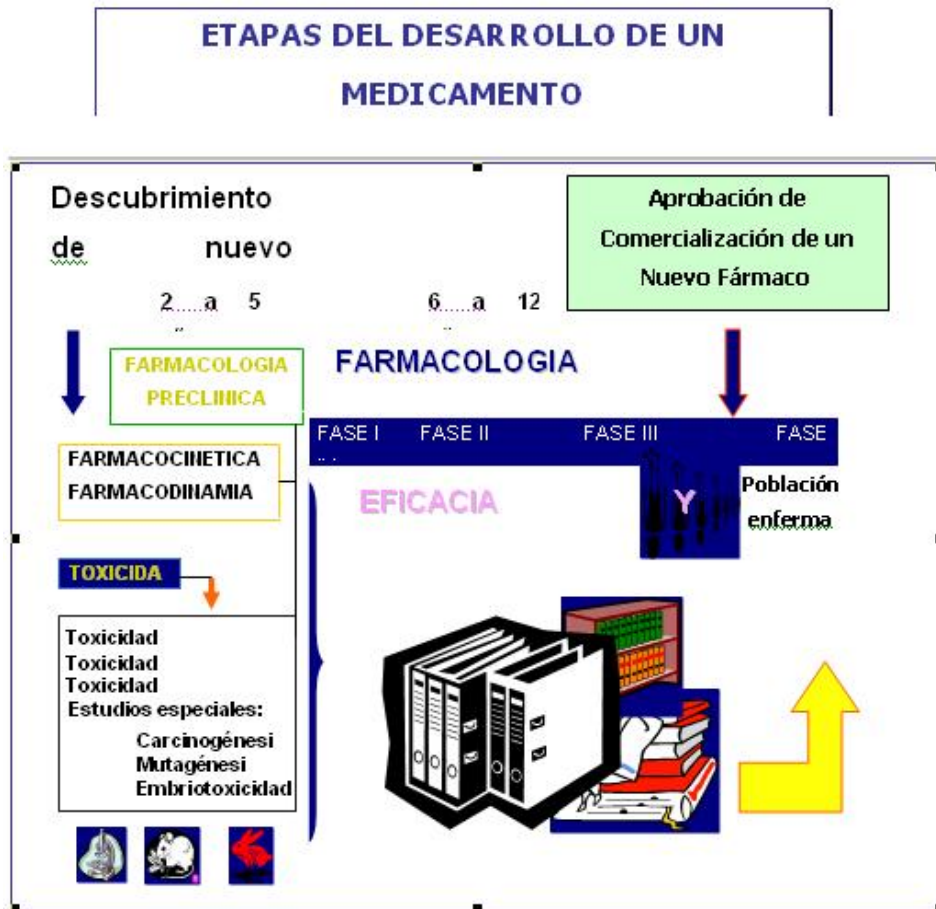 ETAPAS DEL DESARROLLO DE UN
MEDICAMENTO
Descubrimiento
de nuevo
2 a 5
6 a 12
Aprobación de
Comercialización de un
Nuevo Fármaco
FARMACOLOGIA
PRECLINICA
FARMACOLOGIA
FASE I FASE II FASE III FASE
FARMACOCINETICA
FARMACODINAMIA
EFICACIA Y
Población
enferma
TOXICIDA
Toxicidad
Toxicidad
Toxicidad
Estudios especiales:
Carcinogénesi
Mutagénesi
Embriotoxicidad